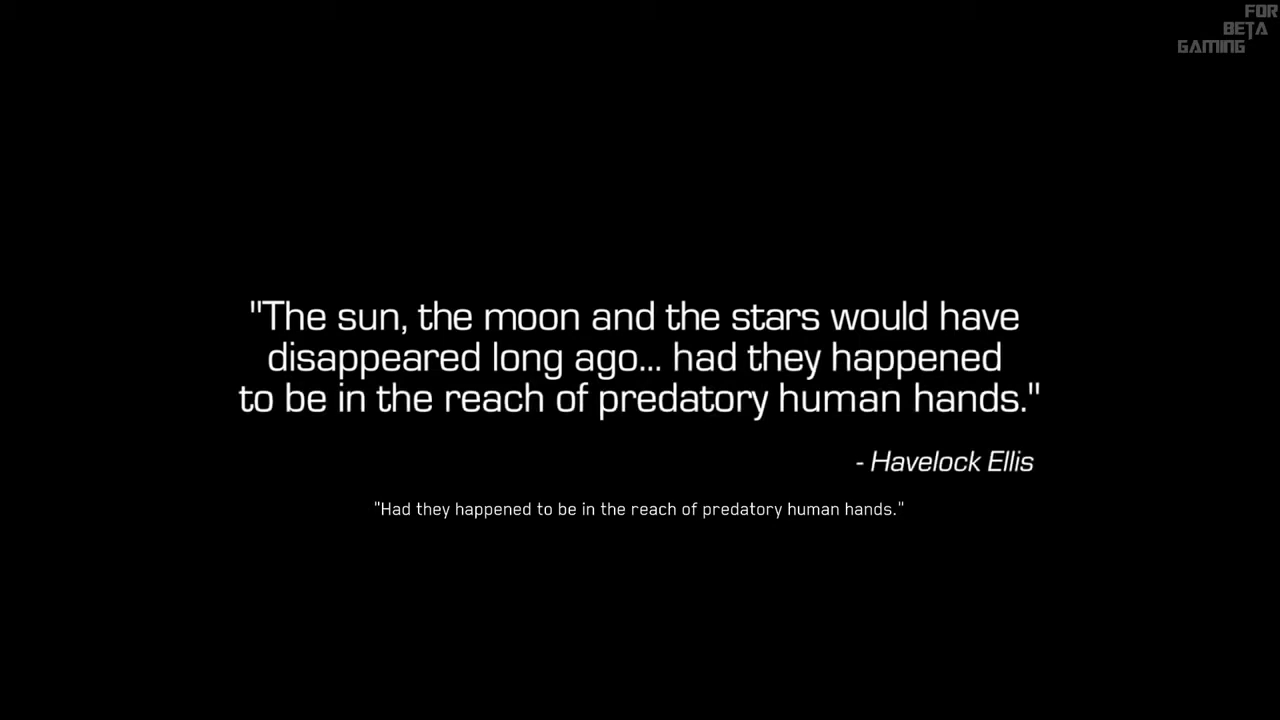 FOR
BETA
GAMING
"The sun, the moon and the stars would have
disappeared long ago... had they happened
to be in the reach of predatory human hands."
- Havelock Ellis
"Had they happened to be in the reach of predatory human hands."